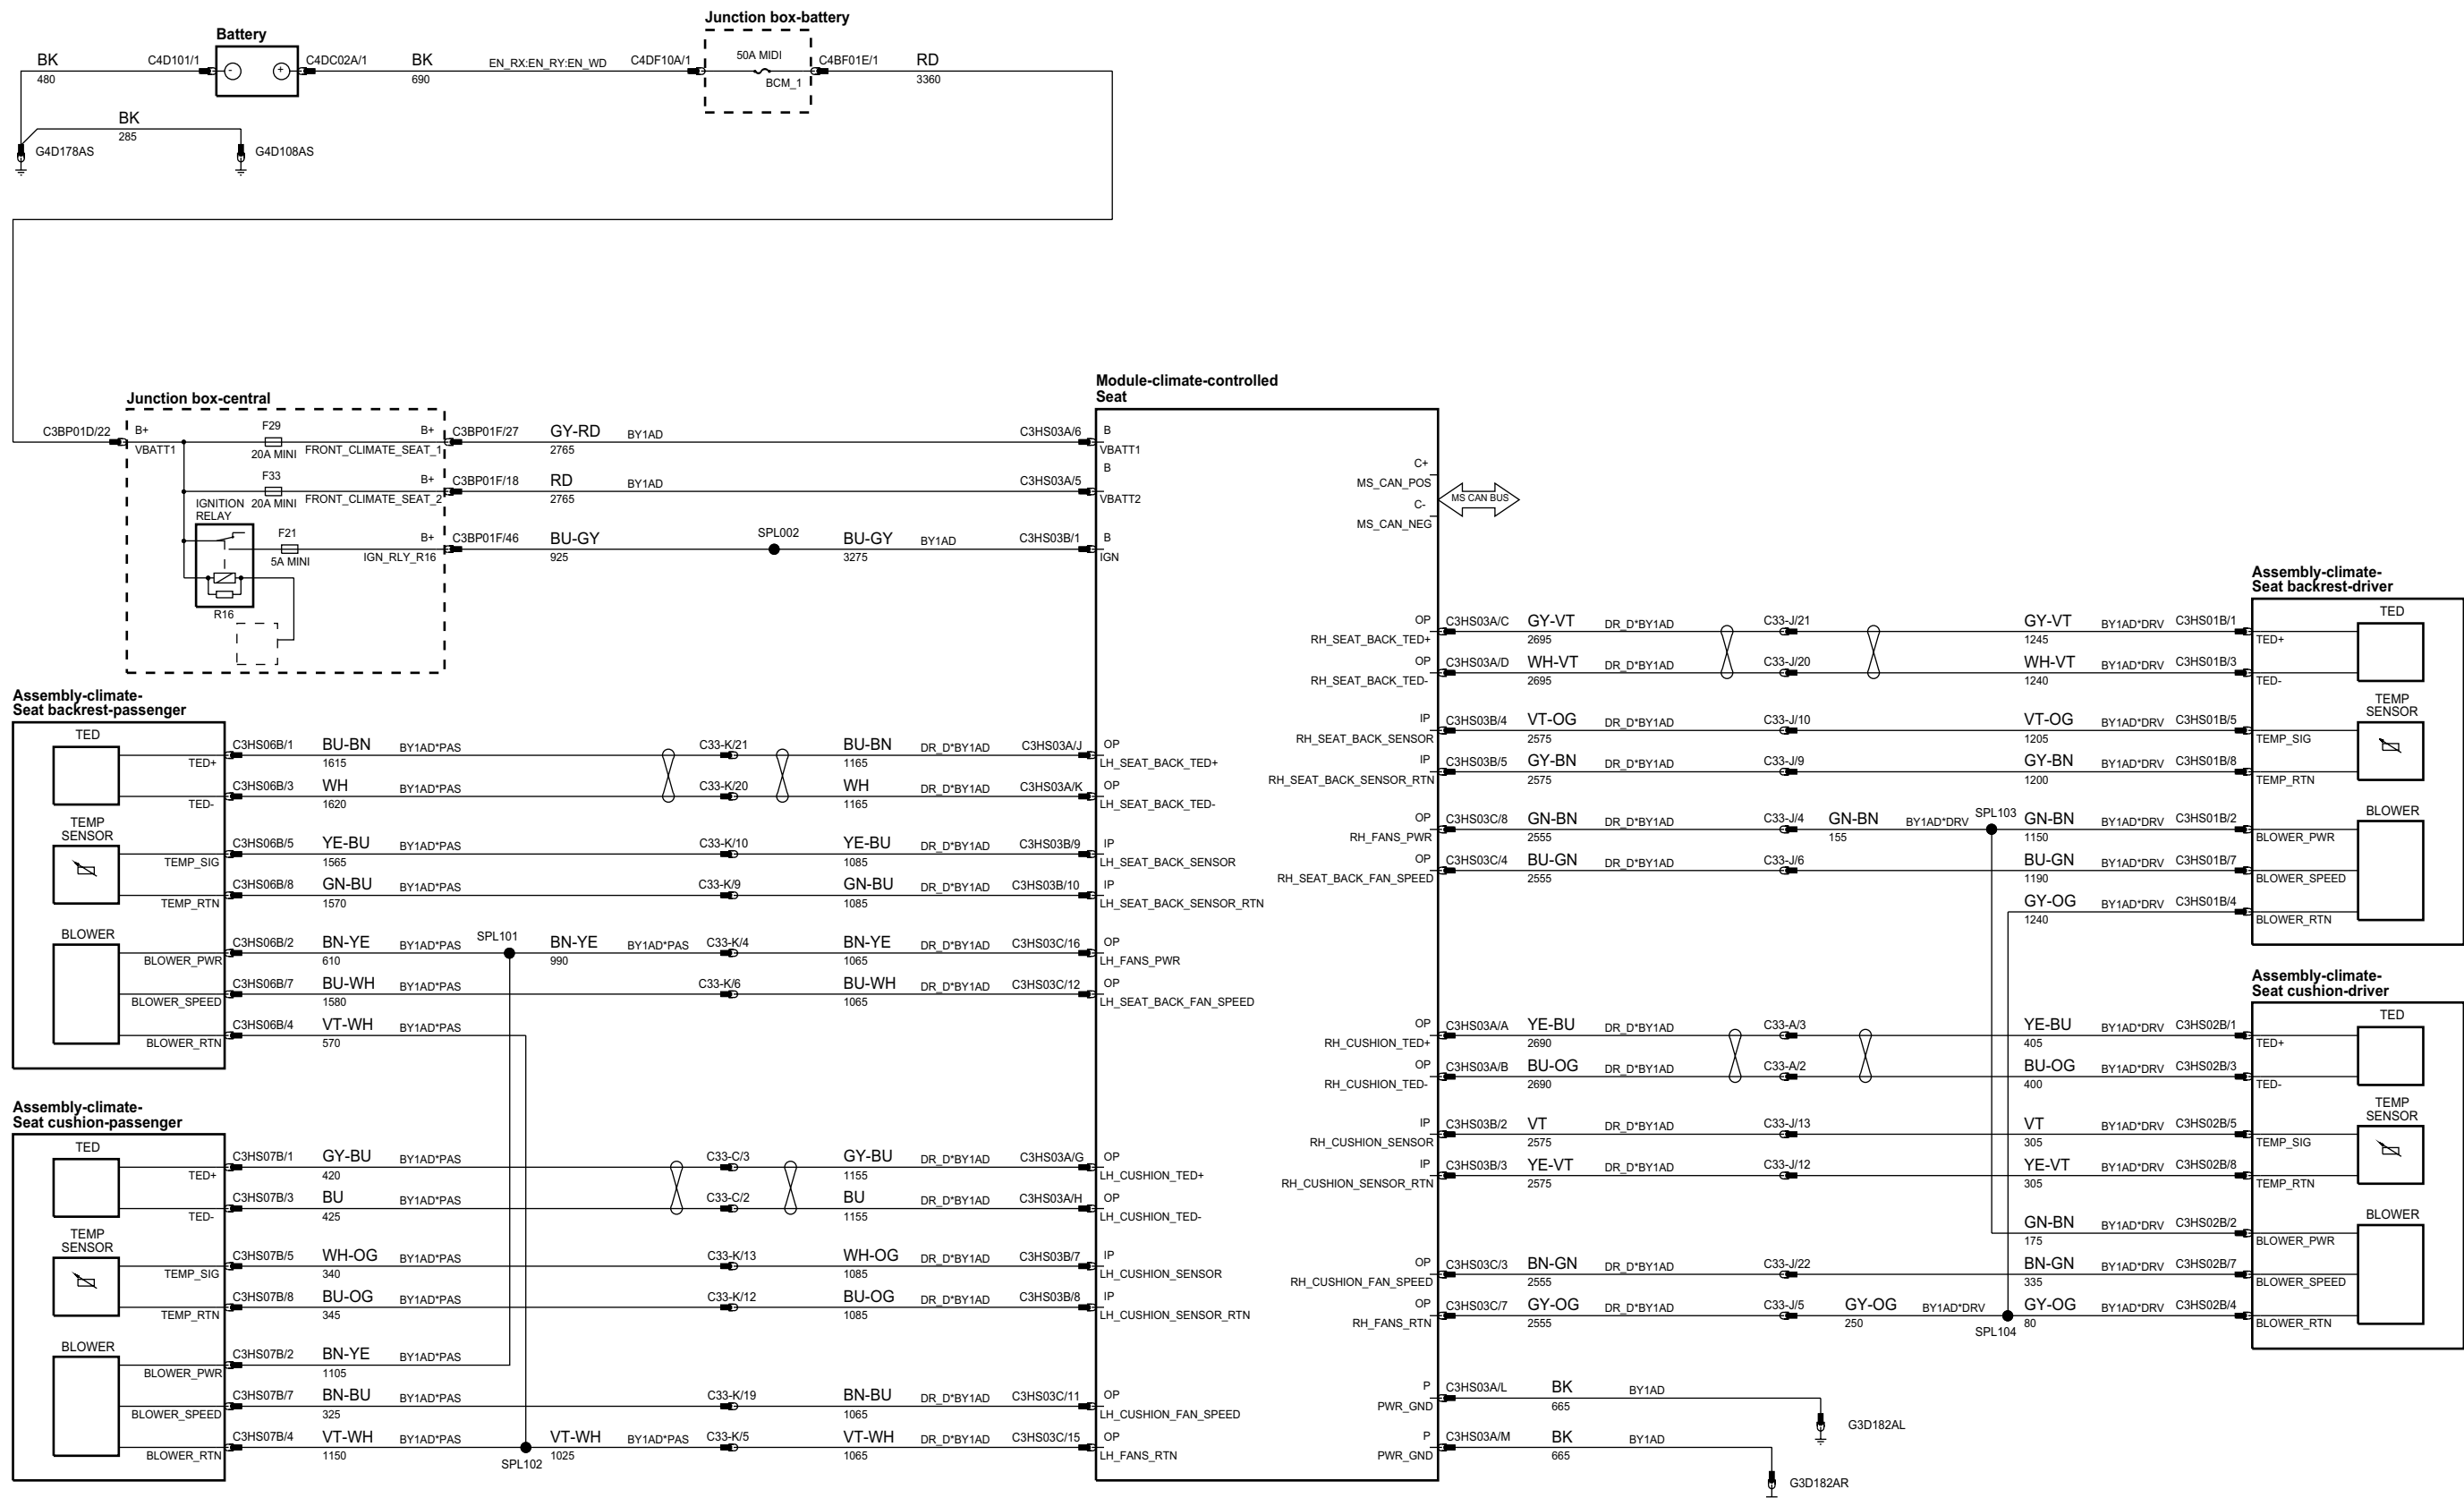 Junction box-battery
Battery
BK
480
C4D101/1
-
+
C4DC02A/1
BK
690
EN_RX:EN_RY:EN_WD
C4DF10A/1
50A MIDI
BCM_1
C4BF01E/1
RD
3360
BK
285
G4D178AS
G4D108AS
Module-climate-controlled
Seat
Junction box-central
C3BP01D/22
B+
VBATT1
F29
20A MINI
B+
FRONT_CLIMATE_SEAT_1
C3BP01F/27
GY-RD
2765
BY1AD
C3HS03A/6
B
VBATT1
F33
20A MINI
B+
FRONT_CLIMATE_SEAT_2
C3BP01F/18
RD
2765
BY1AD
C3HS03A/5
B
VBATT2
IGNITION
RELAY
R16
F21
5A MINI
B+
IGN_RLY_R16
C3BP01F/46
BU-GY
925
SPL002
BU-GY
3275
BY1AD
C3HS03B/1
B
IGN
C+
MS_CAN_POS
C-
MS_CAN_NEG
MS CAN BUS
Assembly-climate-
Seat backrest-passenger
TED
C3HS06B/1
TED+
BU-BN
1615
BY1AD*PAS
C33-K/21
BU-BN
1165
DR_D*BY1AD
C3HS03A/J
OP
LH_SEAT_BACK_TED+
C3HS06B/3
TED-
WH
1620
BY1AD*PAS
C33-K/20
WH
1165
DR_D*BY1AD
C3HS03A/K
OP
LH_SEAT_BACK_TED-
TEMP
SENSOR
C3HS06B/5
TEMP_SIG
YE-BU
1565
BY1AD*PAS
C33-K/10
YE-BU
1085
DR_D*BY1AD
C3HS03B/9
IP
LH_SEAT_BACK_SENSOR
C3HS06B/8
TEMP_RTN
GN-BU
1570
BY1AD*PAS
C33-K/9
GN-BU
1085
DR_D*BY1AD
C3HS03B/10
IP
LH_SEAT_BACK_SENSOR_RTN
BLOWER
C3HS06B/2
BLOWER_PWR
BN-YE
610
BY1AD*PAS
SPL101
BN-YE
990
BY1AD*PAS
C33-K/4
BN-YE
1065
DR_D*BY1AD
C3HS03C/16
OP
LH_FANS_PWR
C3HS06B/7
BLOWER_SPEED
BU-WH
1580
BY1AD*PAS
C33-K/6
BU-WH
1065
DR_D*BY1AD
C3HS03C/12
OP
LH_SEAT_BACK_FAN_SPEED
C3HS06B/4
BLOWER_RTN
VT-WH
570
BY1AD*PAS
Assembly-climate-
Seat cushion-passenger
TED
C3HS07B/1
TED+
GY-BU
420
BY1AD*PAS
C33-C/3
GY-BU
1155
DR_D*BY1AD
C3HS03A/G
OP
LH_CUSHION_TED+
C3HS07B/3
TED-
BU
425
BY1AD*PAS
C33-C/2
BU
1155
DR_D*BY1AD
C3HS03A/H
OP
LH_CUSHION_TED-
TEMP
SENSOR
C3HS07B/5
TEMP_SIG
WH-OG
340
BY1AD*PAS
C33-K/13
WH-OG
1085
DR_D*BY1AD
C3HS03B/7
IP
LH_CUSHION_SENSOR
C3HS07B/8
TEMP_RTN
BU-OG
345
BY1AD*PAS
C33-K/12
BU-OG
1085
DR_D*BY1AD
C3HS03B/8
IP
LH_CUSHION_SENSOR_RTN
BLOWER
C3HS07B/2
BLOWER_PWR
BN-YE
1105
BY1AD*PAS
C3HS07B/7
BLOWER_SPEED
BN-BU
325
BY1AD*PAS
C33-K/19
BN-BU
1065
DR_D*BY1AD
C3HS03C/11
OP
LH_CUSHION_FAN_SPEED
C3HS07B/4
BLOWER_RTN
VT-WH
1150
BY1AD*PAS
SPL102
VT-WH
1025
BY1AD*PAS
C33-K/5
VT-WH
1065
DR_D*BY1AD
C3HS03C/15
OP
LH_FANS_RTN
Assembly-climate-
Seat backrest-driver
OP
RH_SEAT_BACK_TED+
C3HS03A/C
GY-VT
2695
DR_D*BY1AD
C33-J/21
GY-VT
1245
BY1AD*DRV
C3HS01B/1
TED+
TED
OP
RH_SEAT_BACK_TED-
C3HS03A/D
WH-VT
2695
DR_D*BY1AD
C33-J/20
WH-VT
1240
BY1AD*DRV
C3HS01B/3
TED-
IP
RH_SEAT_BACK_SENSOR
C3HS03B/4
VT-OG
2575
DR_D*BY1AD
C33-J/10
VT-OG
1205
BY1AD*DRV
C3HS01B/5
TEMP_SIG
TEMP
SENSOR
IP
RH_SEAT_BACK_SENSOR_RTN
C3HS03B/5
GY-BN
2575
DR_D*BY1AD
C33-J/9
GY-BN
1200
BY1AD*DRV
C3HS01B/8
TEMP_RTN
OP
RH_FANS_PWR
C3HS03C/8
GN-BN
2555
DR_D*BY1AD
C33-J/4
GN-BN
155
BY1AD*DRV
SPL103
GN-BN
1150
BY1AD*DRV
C3HS01B/2
BLOWER_PWR
BLOWER
OP
RH_SEAT_BACK_FAN_SPEED
C3HS03C/4
BU-GN
2555
DR_D*BY1AD
C33-J/6
BU-GN
1190
BY1AD*DRV
C3HS01B/7
BLOWER_SPEED
GY-OG
1240
BY1AD*DRV
C3HS01B/4
BLOWER_RTN
Assembly-climate-
Seat cushion-driver
OP
RH_CUSHION_TED+
C3HS03A/A
YE-BU
2690
DR_D*BY1AD
C33-A/3
YE-BU
405
BY1AD*DRV
C3HS02B/1
TED+
TED
OP
RH_CUSHION_TED-
C3HS03A/B
BU-OG
2690
DR_D*BY1AD
C33-A/2
BU-OG
400
BY1AD*DRV
C3HS02B/3
TED-
IP
RH_CUSHION_SENSOR
C3HS03B/2
VT
2575
DR_D*BY1AD
C33-J/13
VT
305
BY1AD*DRV
C3HS02B/5
TEMP_SIG
TEMP
SENSOR
IP
RH_CUSHION_SENSOR_RTN
C3HS03B/3
YE-VT
2575
DR_D*BY1AD
C33-J/12
YE-VT
305
BY1AD*DRV
C3HS02B/8
TEMP_RTN
GN-BN
175
BY1AD*DRV
C3HS02B/2
BLOWER_PWR
BLOWER
OP
RH_CUSHION_FAN_SPEED
C3HS03C/3
BN-GN
2555
DR_D*BY1AD
C33-J/22
BN-GN
335
BY1AD*DRV
C3HS02B/7
BLOWER_SPEED
OP
RH_FANS_RTN
C3HS03C/7
GY-OG
2555
DR_D*BY1AD
C33-J/5
GY-OG
250
BY1AD*DRV
SPL104
GY-OG
80
BY1AD*DRV
C3HS02B/4
BLOWER_RTN
P
PWR_GND
C3HS03A/L
BK
665
BY1AD
G3D182AL
P
PWR_GND
C3HS03A/M
BK
665
BY1AD
G3D182AR